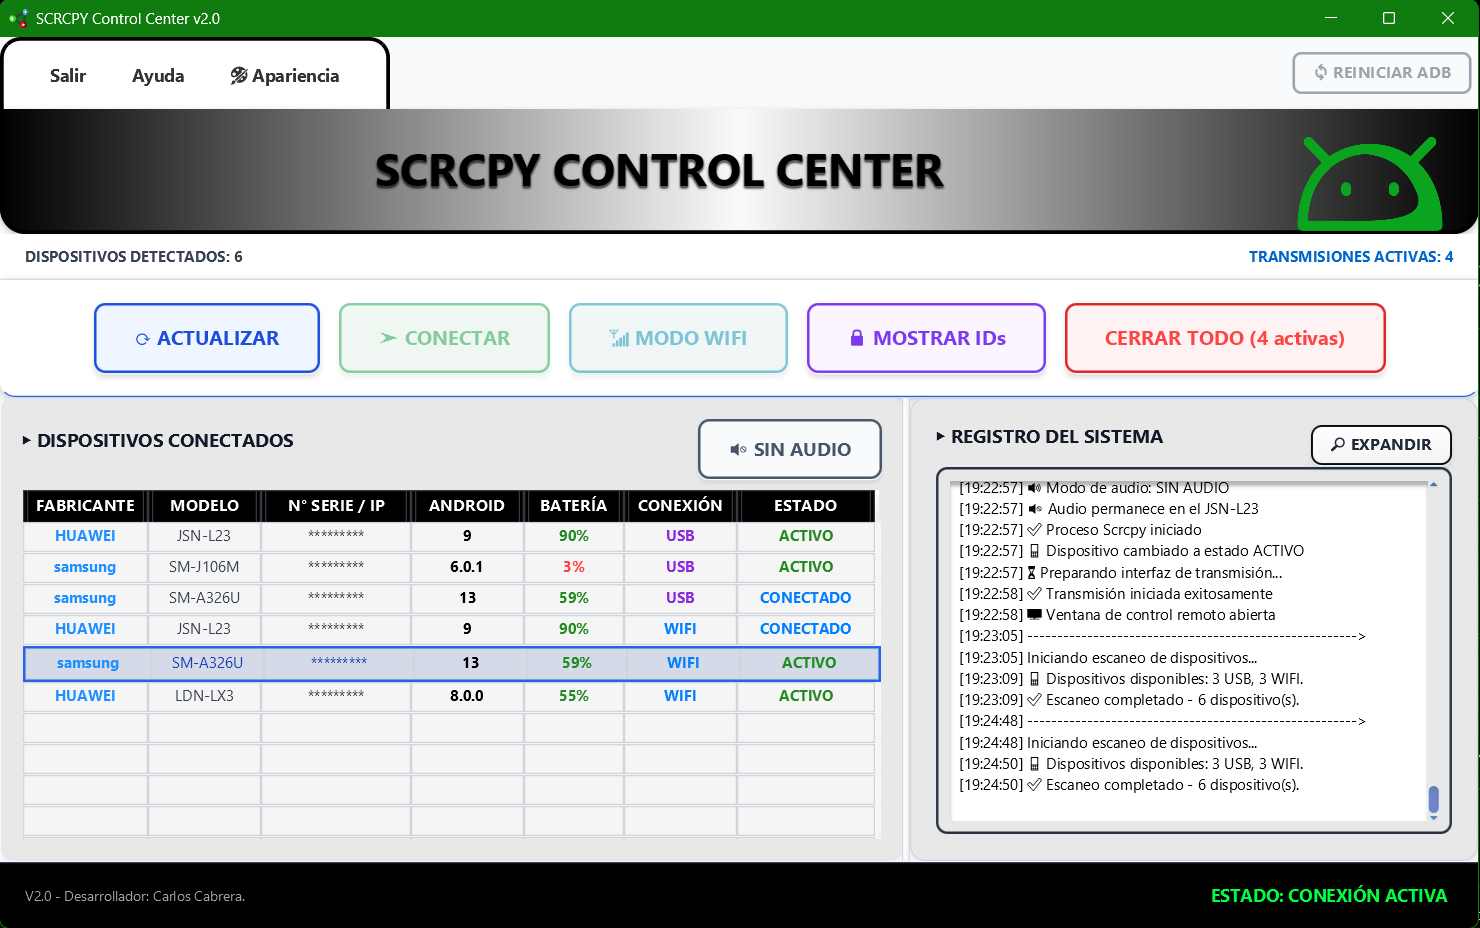 SCRCPY Control Center v2.0
Salir Ayuda Apariencia
REINICIAR ADB
SCRCPY CONTROL CENTER
DISPOSITIVOS DETECTADOS: 6
TRANSMISIONES ACTIVAS: 4
ACTUALIZAR
CONECTAR
MODO WIFI
MOSTRAR IDs
CERRAR TODO (4 activas)
DISPOSITIVOS CONECTADOS
SIN AUDIO
FABRICANTE MODELO N° SERIE / IP ANDROID BATERÍA CONEXIÓN ESTADO
HUAWEI JSN-L23 ********* 9 90% USB ACTIVO
samsung SM-J106M ********* 6.0.1 3% USB ACTIVO
samsung SM-A326U ********* 13 59% USB CONECTADO
HUAWEI JSN-L23 ********* 9 90% WIFI CONECTADO
samsung SM-A326U ********* 13 59% WIFI ACTIVO
HUAWEI LDN-LX3 ********* 8.0.0 55% WIFI ACTIVO
REGISTRO DEL SISTEMA
EXPANDIR
[19:22:57] Modo de audio: SIN AUDIO
[19:22:57] Audio permanece en el JSN-L23
[19:22:57] Proceso Scrcpy iniciado
[19:22:57] Dispositivo cambiado a estado ACTIVO
[19:22:57] Preparando interfaz de transmisión...
[19:22:58] Transmisión iniciada exitosamente
[19:22:58] Ventana de control remoto abierta
[19:23:05] ------------------------------------------------------->
[19:23:05] Iniciando escaneo de dispositivos...
[19:23:09] Dispositivos disponibles: 3 USB, 3 WIFI.
[19:23:09] Escaneo completado - 6 dispositivo(s).
[19:24:48] ------------------------------------------------------->
[19:24:48] Iniciando escaneo de dispositivos...
[19:24:50] Dispositivos disponibles: 3 USB, 3 WIFI.
[19:24:50] Escaneo completado - 6 dispositivo(s).
V2.0 - Desarrollador: Carlos Cabrera.
ESTADO: CONEXIÓN ACTIVA